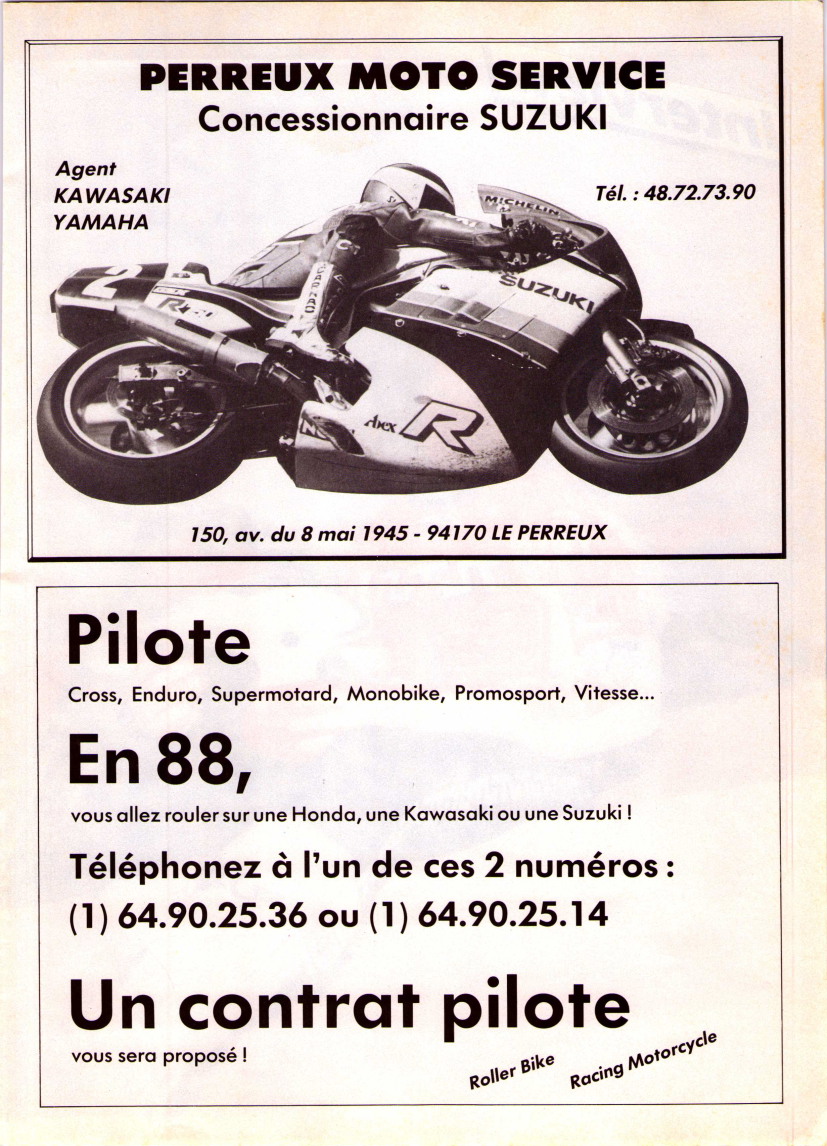 PERREUX MOTO SERVICE
Concessionnaire SUZUKI
Agent
KAWASAKI
YAMAHA
Tél. : 48.72.73.90
MICHELIN
SUZUKI
2
R
150, av. du 8 mai 1945 - 94170 LE PERREUX
Pilote
Cross, Enduro, Supermotard, Monobike, Promosport, Vitesse...
En 88,
vous allez rouler sur une Honda, une Kawasaki ou une Suzuki !
Téléphonez à l'un de ces 2 numéros :
(1) 64.90.25.36 ou (1) 64.90.25.14
Un contrat pilote
vous sera proposé !
Roller Bike
Racing Motorcycle